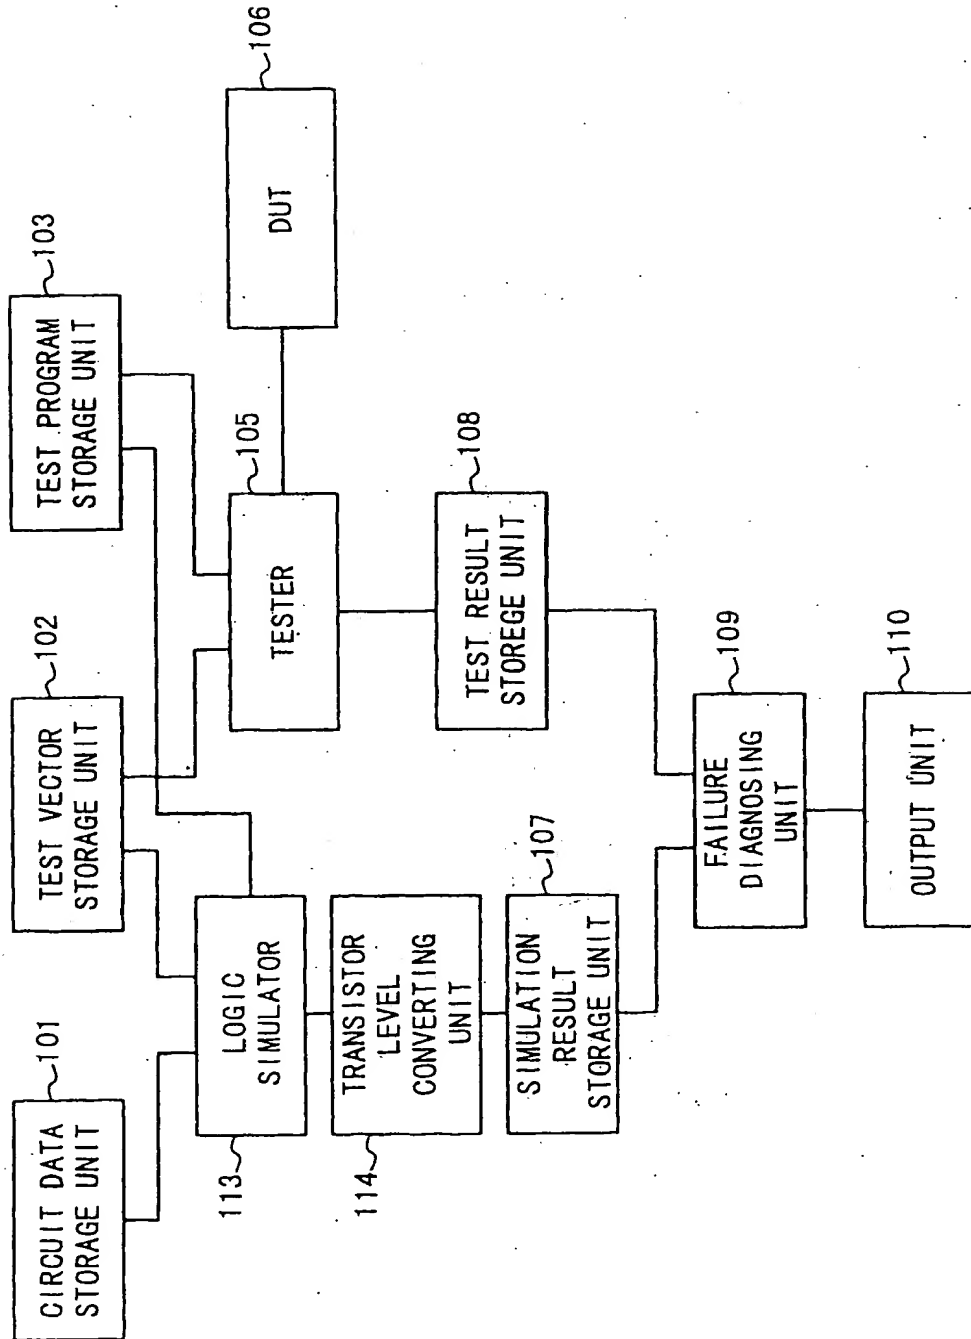 101
CIRCUIT DATA
STORAGE UNIT
102
TEST VECTOR
STORAGE UNIT
103
TEST PROGRAM
STORAGE UNIT
113
LOGIC
SIMULATOR
105
TESTER
106
DUT
114
TRANSISTOR
LEVEL
CONVERTING
UNIT
107
SIMULATION
RESULT
STORAGE UNIT
108
TEST RESULT
STOREGE UNIT
109
FAILURE
DIAGNOSING
UNIT
110
OUTPUT UNIT